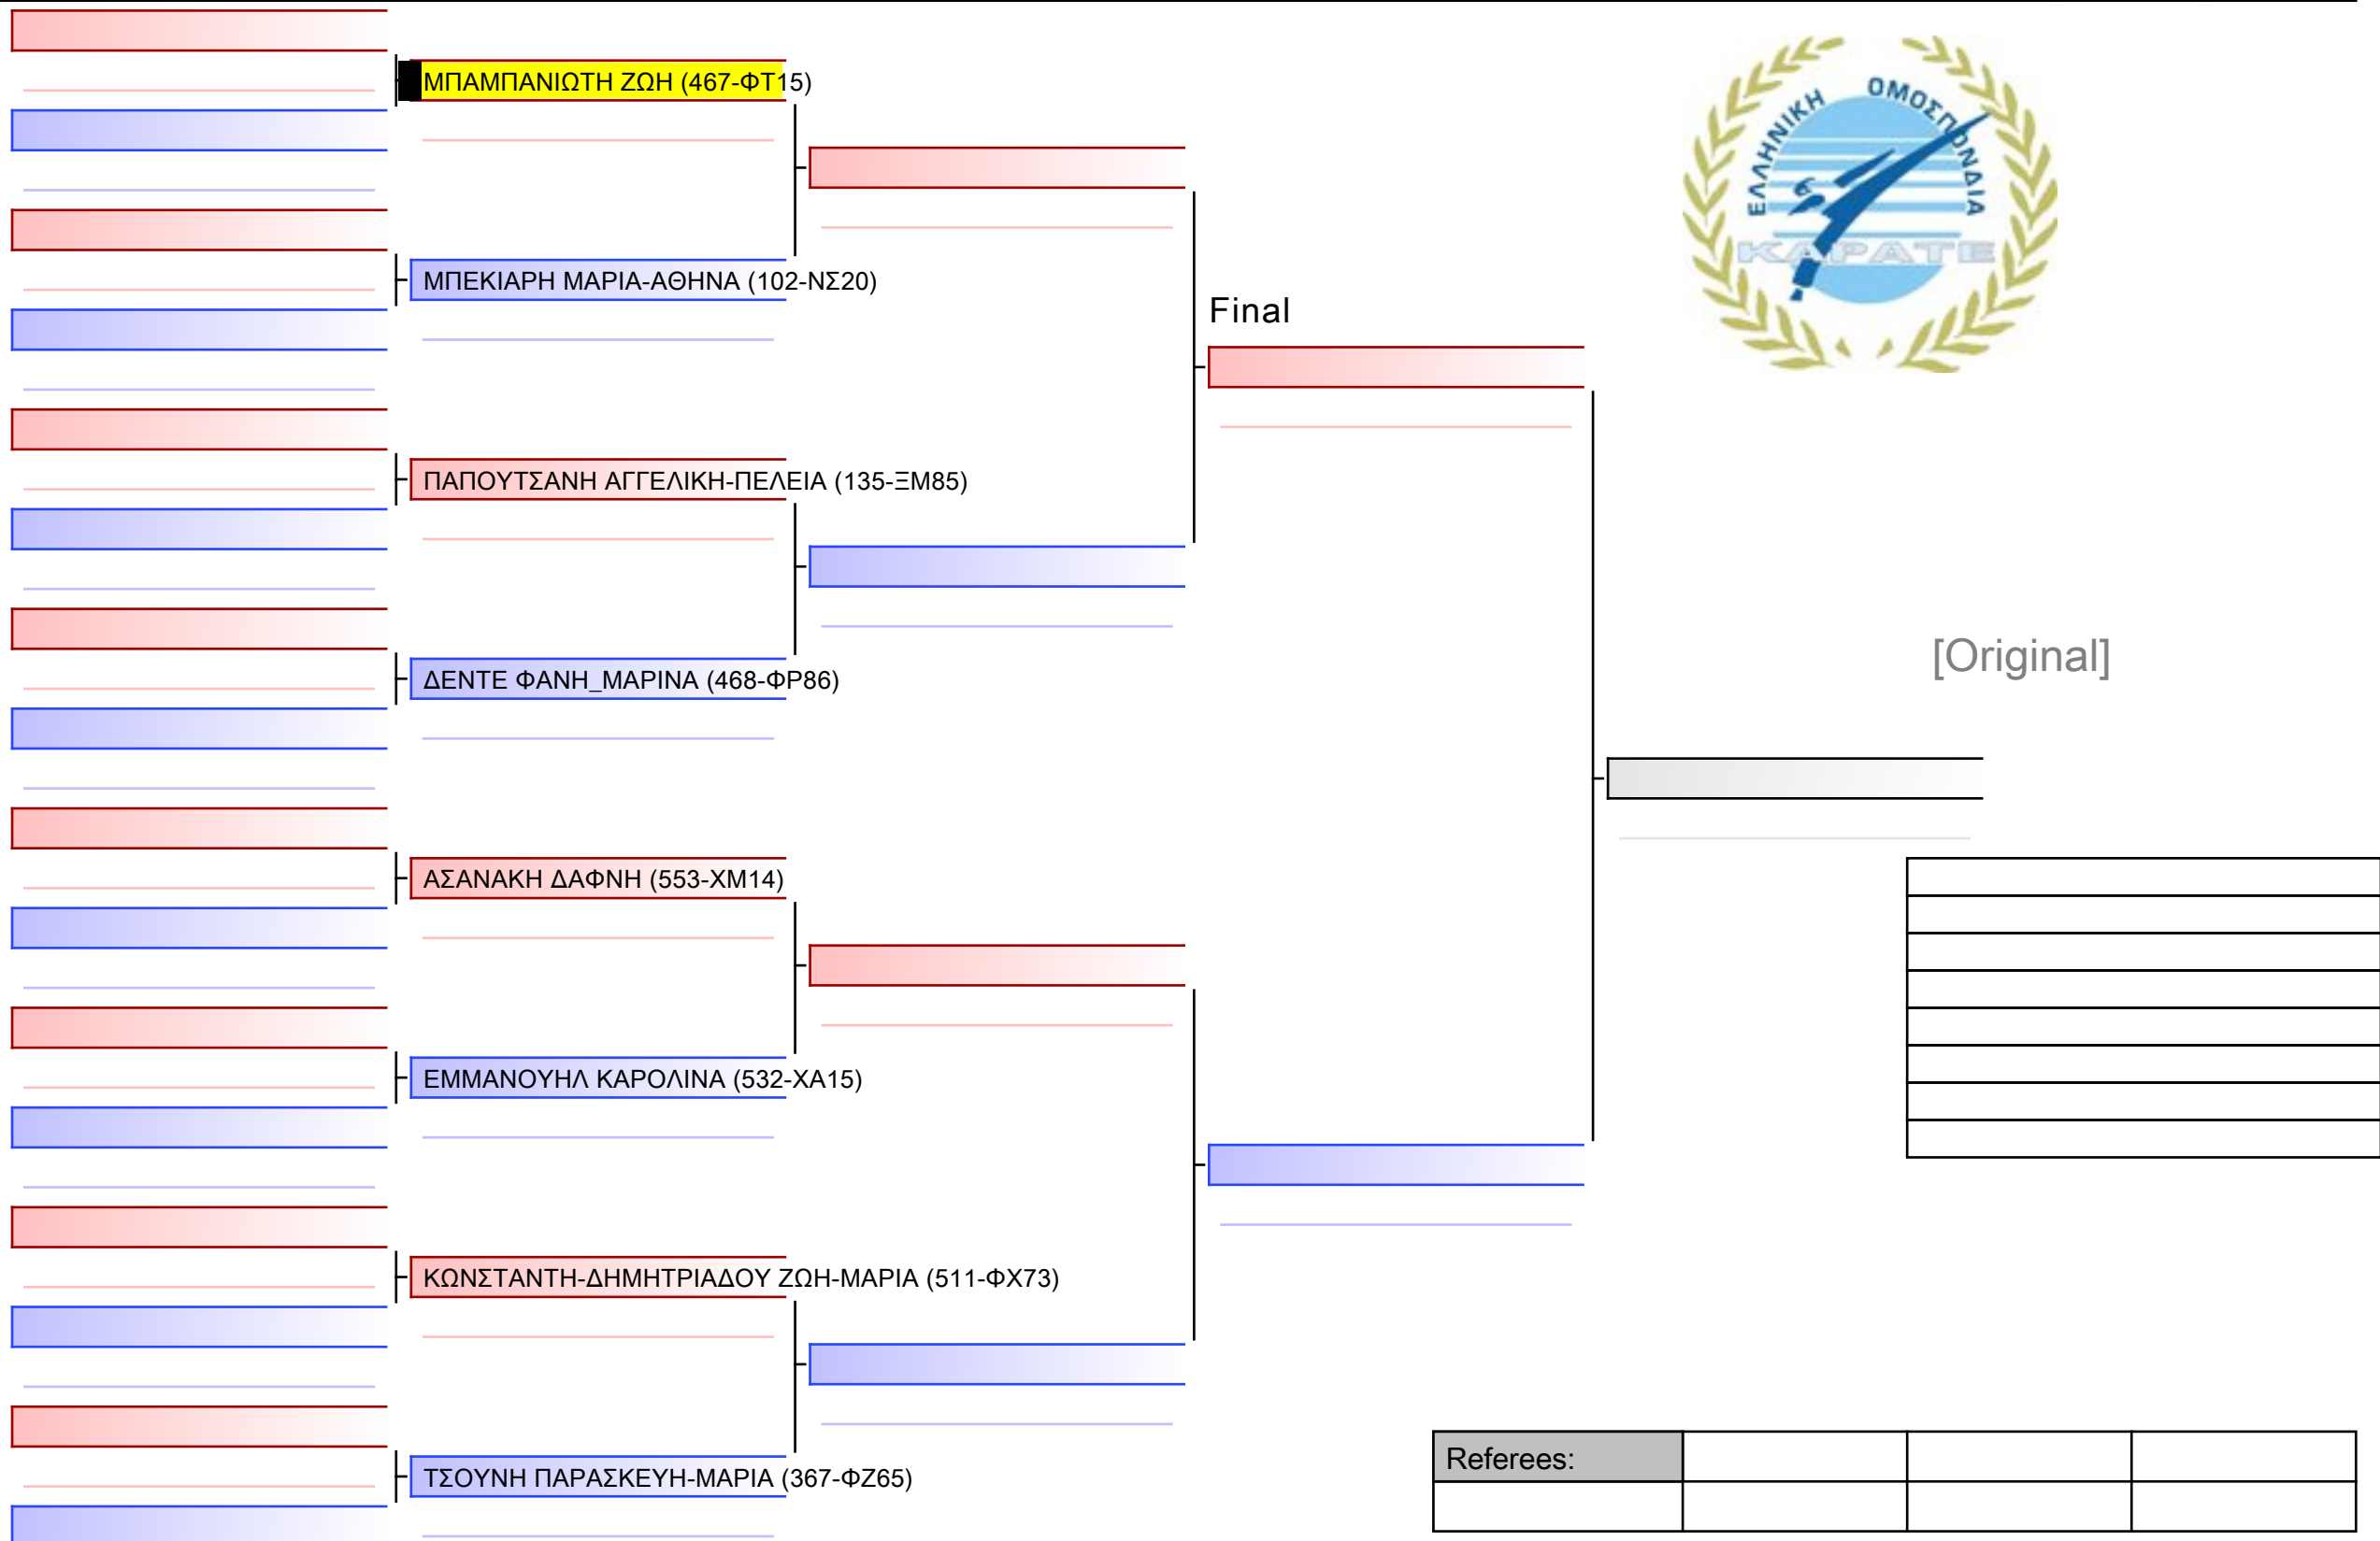 ΜΠΑΜΠΑΝΙΩΤΗ ΖΩΗ (467-ΦΤ15)
ΕΛΛΗΝΙΚΗ ΟΜΟΣΠΟΝΔΙΑ
ΚΑΡΑΤΕ
ΜΠΕΚΙΑΡΗ ΜΑΡΙΑ-ΑΘΗΝΑ (102-ΝΣ20)
Final
ΠΑΠΟΥΤΣΑΝΗ ΑΓΓΕΛΙΚΗ-ΠΕΛΕΙΑ (135-ΞΜ85)
[Original]
ΔΕΝΤΕ ΦΑΝΗ_ΜΑΡΙΝΑ (468-ΦΡ86)
ΑΣΑΝΑΚΗ ΔΑΦΝΗ (553-ΧΜ14)
ΕΜΜΑΝΟΥΗΛ ΚΑΡΟΛΙΝΑ (532-ΧΑ15)
ΚΩΝΣΤΑΝΤΗ-ΔΗΜΗΤΡΙΑΔΟΥ ΖΩΗ-ΜΑΡΙΑ (511-ΦΧ73)
Referees:
ΤΣΟΥΝΗ ΠΑΡΑΣΚΕΥΗ-ΜΑΡΙΑ (367-ΦΖ65)